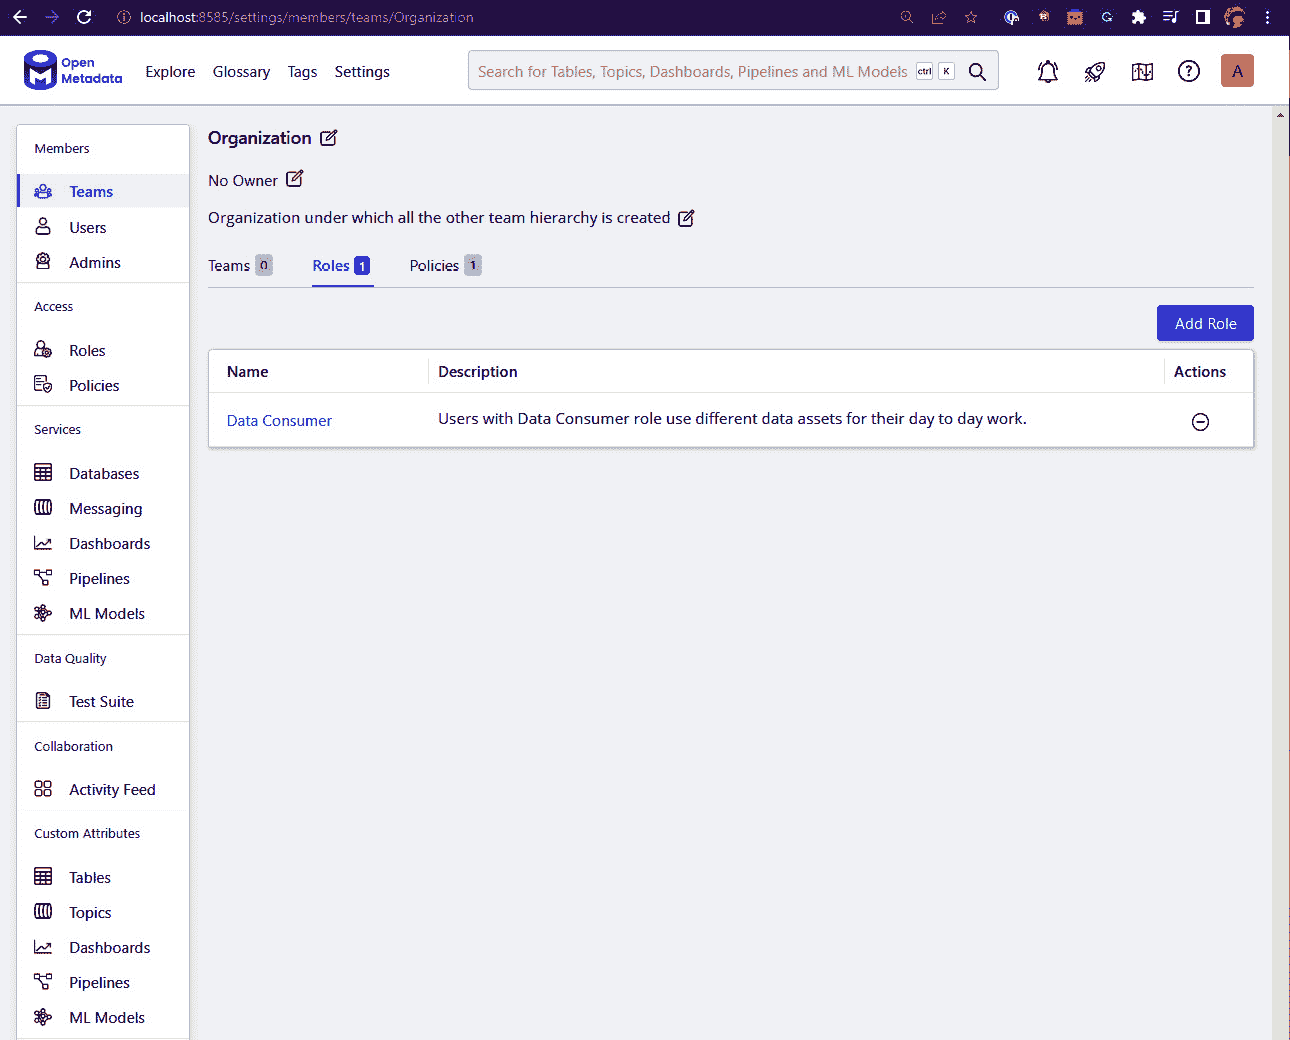 localhost:8585/settings/members/teams/Organization
Open
Metadata
Explore Glossary Tags Settings
Search for Tables, Topics, Dashboards, Pipelines and ML Models ctrl K
A
Members
Teams
Users
Admins
Access
Roles
Policies
Services
Databases
Messaging
Dashboards
Pipelines
ML Models
Data Quality
Test Suite
Collaboration
Activity Feed
Custom Attributes
Tables
Topics
Dashboards
Pipelines
ML Models
Organization
No Owner
Organization under which all the other team hierarchy is created
Teams 0 Roles 1 Policies 1
Add Role
Name Description Actions
Data Consumer Users with Data Consumer role use different data assets for their day to day work.